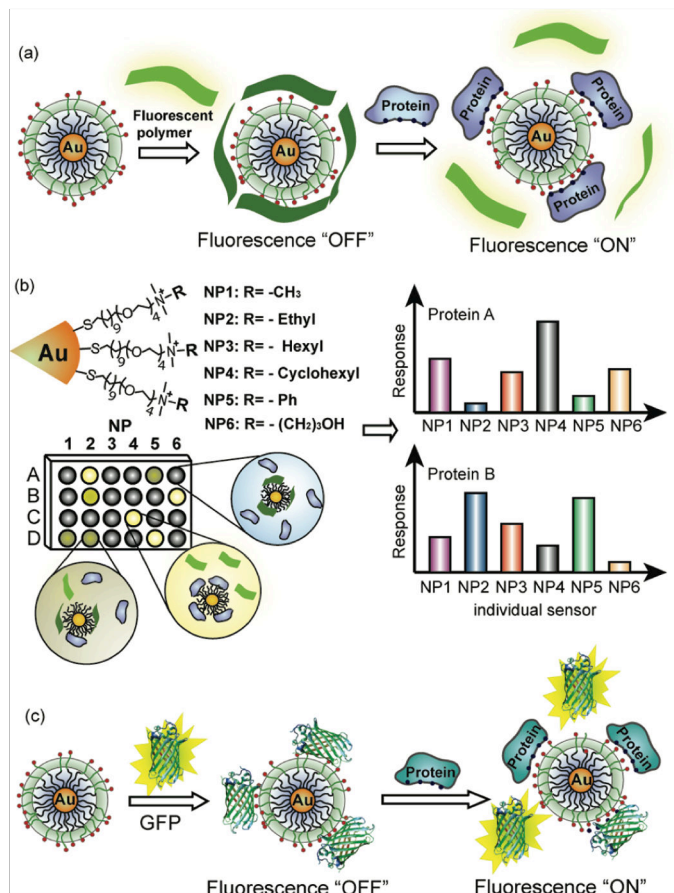 (a)
Au
Fluorescent
polymer
Au
Fluorescence "OFF"
Protein
Protein
Protein
Au
Protein
Fluorescence "ON"
(b)
Au
S
9
O
4
N
+
R
S
9
O
4
N
+
R
S
9
O
4
N
+
R
NP1: R= -CH₃
NP2: R= - Ethyl
NP3: R= - Hexyl
NP4: R= - Cyclohexyl
NP5: R= - Ph
NP6: R= -(CH₂)₃OH
NP
1 2 3 4 5 6
A
B
C
D
Response
Protein A
NP1 NP2 NP3 NP4 NP5 NP6
Response
Protein B
NP1 NP2 NP3 NP4 NP5 NP6
individual sensor
(c)
Au
GFP
Au
Fluorescence "OFF"
Protein
Protein
Protein
Au
Fluorescence "ON"